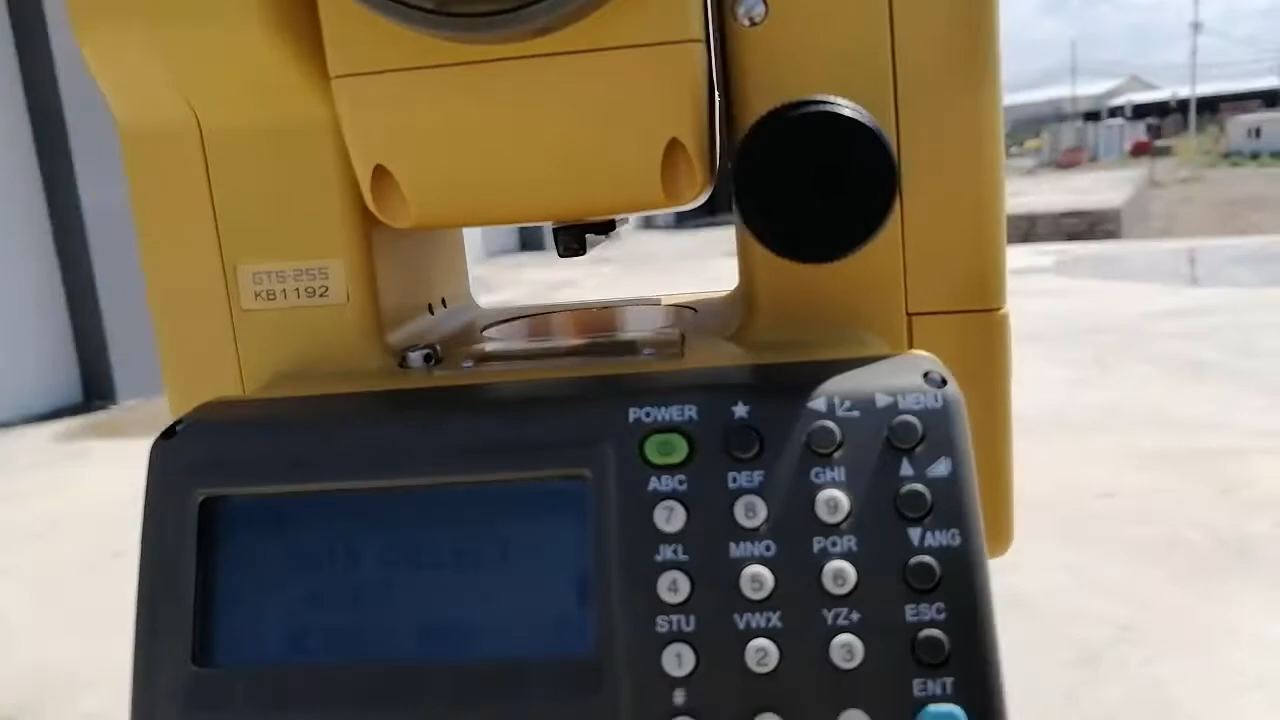 GTS-255
KB1192
POWER ★ ◀ ▶ MENU
ABC DEF GHI ▲
7 8 9
JKL MNO PQR ▼ ANG
4 5 6
STU VWX YZ+ ESC
1 2 3
# ENT